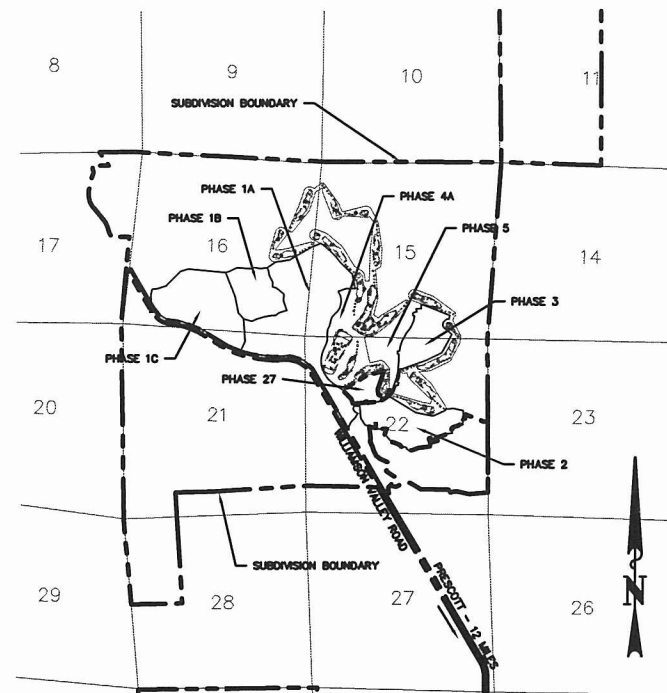 8
9
10
11
SUBDIVISION BOUNDARY
PHASE 1A
PHASE 4A
PHASE 1B
PHASE 5
17
16
15
14
PHASE 3
PHASE 1C
PHASE 27
20
21
22
23
PHASE 2
WILLIAMSON VALLEY ROAD
SUBDIVISION BOUNDARY
PRESCOTT - 12 MILES
29
28
27
26
N